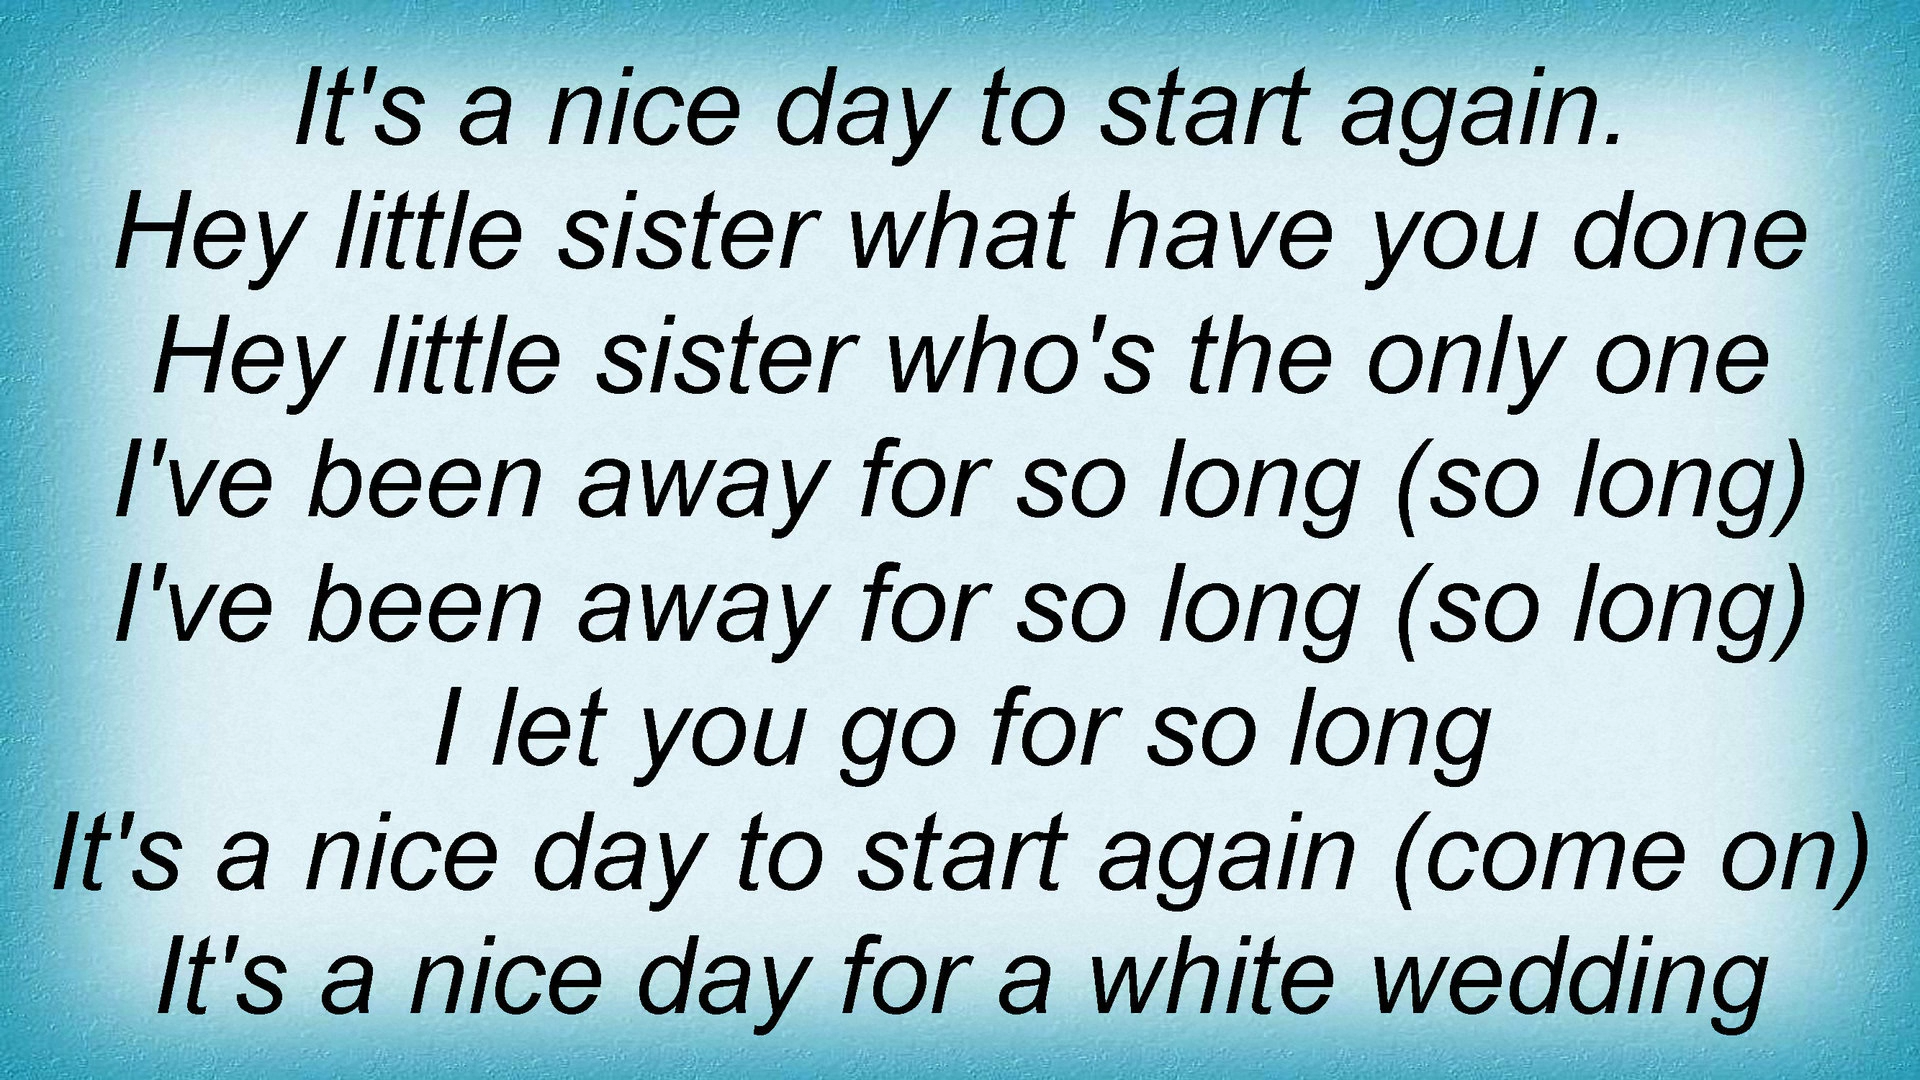 It's a nice day to start again.
Hey little sister what have you done
Hey little sister who's the only one
I've been away for so long (so long)
I've been away for so long (so long)
I let you go for so long
It's a nice day to start again (come on)
It's a nice day for a white wedding